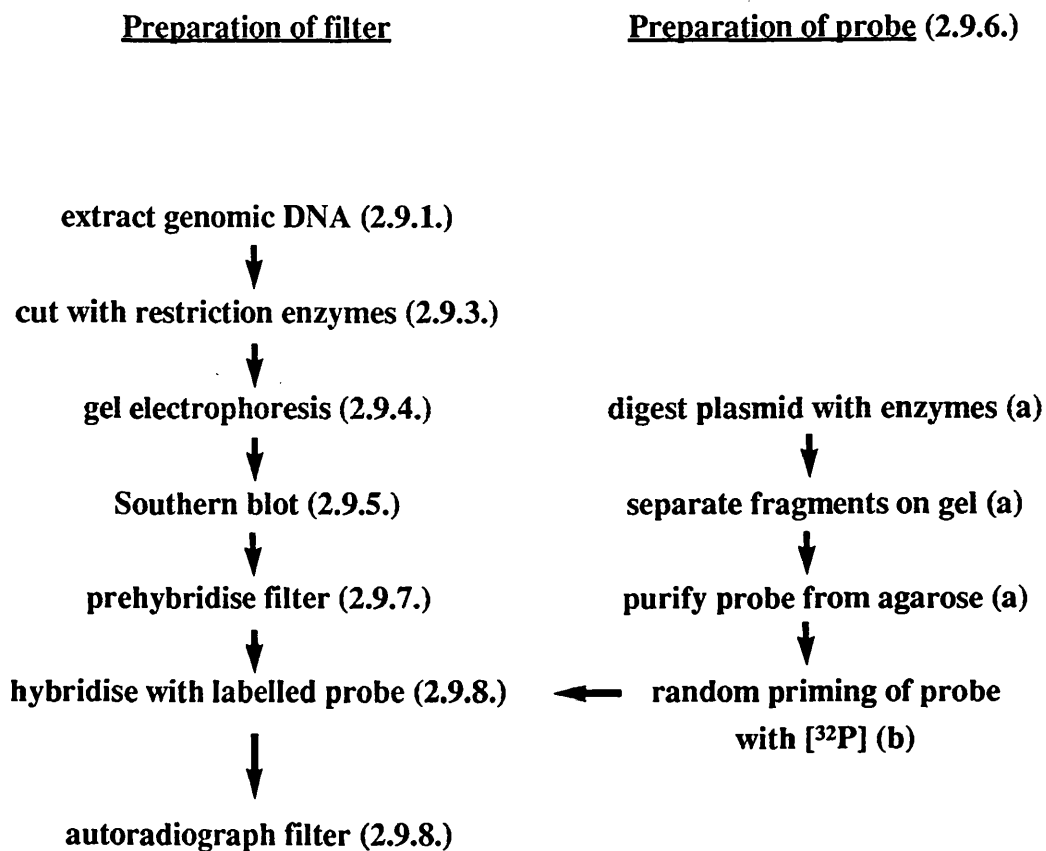 Preparation of filter
extract genomic DNA (2.9.1.)
cut with restriction enzymes (2.9.3.)
gel electrophoresis (2.9.4.)
Southern blot (2.9.5.)
prehybridise filter (2.9.7.)
hybridise with labelled probe (2.9.8.)
autoradiograph filter (2.9.8.)
Preparation of probe (2.9.6.)
digest plasmid with enzymes (a)
separate fragments on gel (a)
purify probe from agarose (a)
random priming of probe
with [³²P] (b)